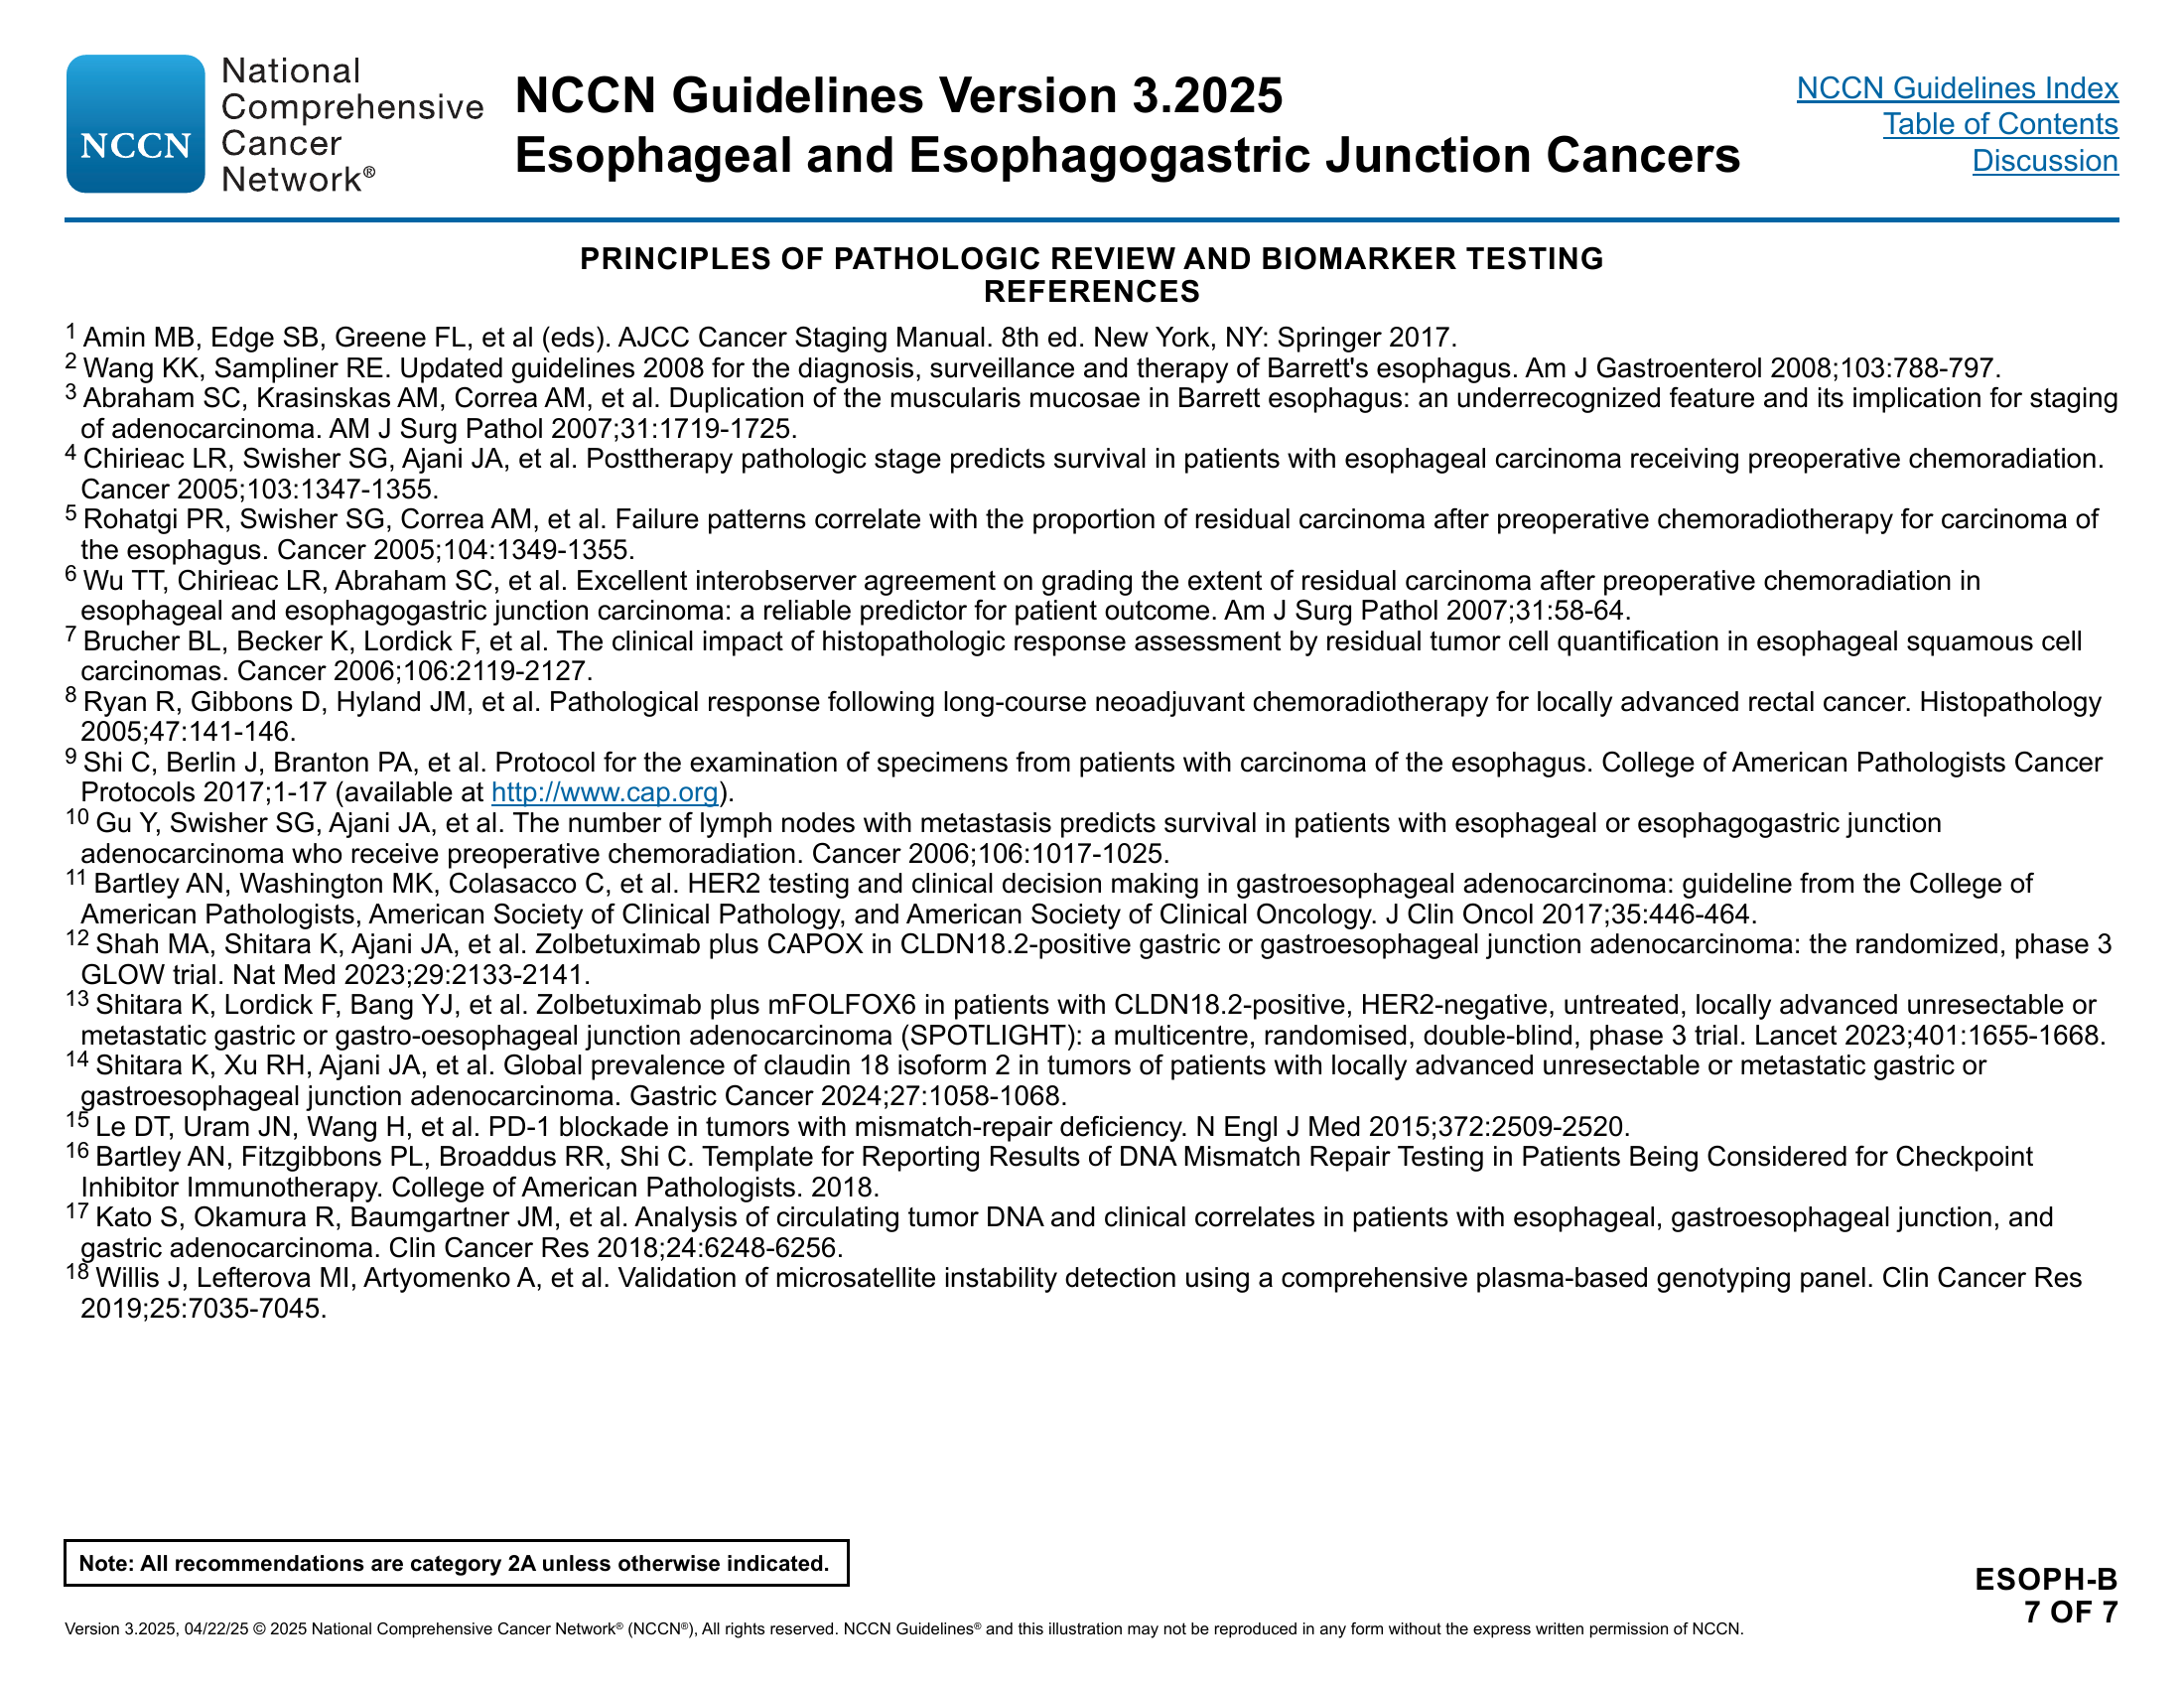 NCCN
National
Comprehensive
Cancer
Network®
NCCN Guidelines Version 3.2025
Esophageal and Esophagogastric Junction Cancers
NCCN Guidelines Index
Table of Contents
Discussion
PRINCIPLES OF PATHOLOGIC REVIEW AND BIOMARKER TESTING
REFERENCES
1 Amin MB, Edge SB, Greene FL, et al (eds). AJCC Cancer Staging Manual. 8th ed. New York, NY: Springer 2017.
2 Wang KK, Sampliner RE. Updated guidelines 2008 for the diagnosis, surveillance and therapy of Barrett's esophagus. Am J Gastroenterol 2008;103:788-797.
3 Abraham SC, Krasinskas AM, Correa AM, et al. Duplication of the muscularis mucosae in Barrett esophagus: an underrecognized feature and its implication for staging
of adenocarcinoma. AM J Surg Pathol 2007;31:1719-1725.
4 Chirieac LR, Swisher SG, Ajani JA, et al. Posttherapy pathologic stage predicts survival in patients with esophageal carcinoma receiving preoperative chemoradiation.
Cancer 2005;103:1347-1355.
5 Rohatgi PR, Swisher SG, Correa AM, et al. Failure patterns correlate with the proportion of residual carcinoma after preoperative chemoradiotherapy for carcinoma of
the esophagus. Cancer 2005;104:1349-1355.
6 Wu TT, Chirieac LR, Abraham SC, et al. Excellent interobserver agreement on grading the extent of residual carcinoma after preoperative chemoradiation in
esophageal and esophagogastric junction carcinoma: a reliable predictor for patient outcome. Am J Surg Pathol 2007;31:58-64.
7 Brucher BL, Becker K, Lordick F, et al. The clinical impact of histopathologic response assessment by residual tumor cell quantification in esophageal squamous cell
carcinomas. Cancer 2006;106:2119-2127.
8 Ryan R, Gibbons D, Hyland JM, et al. Pathological response following long-course neoadjuvant chemoradiotherapy for locally advanced rectal cancer. Histopathology
2005;47:141-146.
9 Shi C, Berlin J, Branton PA, et al. Protocol for the examination of specimens from patients with carcinoma of the esophagus. College of American Pathologists Cancer
Protocols 2017;1-17 (available at http://www.cap.org).
10 Gu Y, Swisher SG, Ajani JA, et al. The number of lymph nodes with metastasis predicts survival in patients with esophageal or esophagogastric junction
adenocarcinoma who receive preoperative chemoradiation. Cancer 2006;106:1017-1025.
11 Bartley AN, Washington MK, Colasacco C, et al. HER2 testing and clinical decision making in gastroesophageal adenocarcinoma: guideline from the College of
American Pathologists, American Society of Clinical Pathology, and American Society of Clinical Oncology. J Clin Oncol 2017;35:446-464.
12 Shah MA, Shitara K, Ajani JA, et al. Zolbetuximab plus CAPOX in CLDN18.2-positive gastric or gastroesophageal junction adenocarcinoma: the randomized, phase 3
GLOW trial. Nat Med 2023;29:2133-2141.
13 Shitara K, Lordick F, Bang YJ, et al. Zolbetuximab plus mFOLFOX6 in patients with CLDN18.2-positive, HER2-negative, untreated, locally advanced unresectable or
metastatic gastric or gastro-oesophageal junction adenocarcinoma (SPOTLIGHT): a multicentre, randomised, double-blind, phase 3 trial. Lancet 2023;401:1655-1668.
14 Shitara K, Xu RH, Ajani JA, et al. Global prevalence of claudin 18 isoform 2 in tumors of patients with locally advanced unresectable or metastatic gastric or
gastroesophageal junction adenocarcinoma. Gastric Cancer 2024;27:1058-1068.
15 Le DT, Uram JN, Wang H, et al. PD-1 blockade in tumors with mismatch-repair deficiency. N Engl J Med 2015;372:2509-2520.
16 Bartley AN, Fitzgibbons PL, Broaddus RR, Shi C. Template for Reporting Results of DNA Mismatch Repair Testing in Patients Being Considered for Checkpoint
Inhibitor Immunotherapy. College of American Pathologists. 2018.
17 Kato S, Okamura R, Baumgartner JM, et al. Analysis of circulating tumor DNA and clinical correlates in patients with esophageal, gastroesophageal junction, and
gastric adenocarcinoma. Clin Cancer Res 2018;24:6248-6256.
18 Willis J, Lefterova MI, Artyomenko A, et al. Validation of microsatellite instability detection using a comprehensive plasma-based genotyping panel. Clin Cancer Res
2019;25:7035-7045.
Note: All recommendations are category 2A unless otherwise indicated.
ESOPH-B
7 OF 7
Version 3.2025, 04/22/25 © 2025 National Comprehensive Cancer Network® (NCCN®), All rights reserved. NCCN Guidelines® and this illustration may not be reproduced in any form without the express written permission of NCCN.